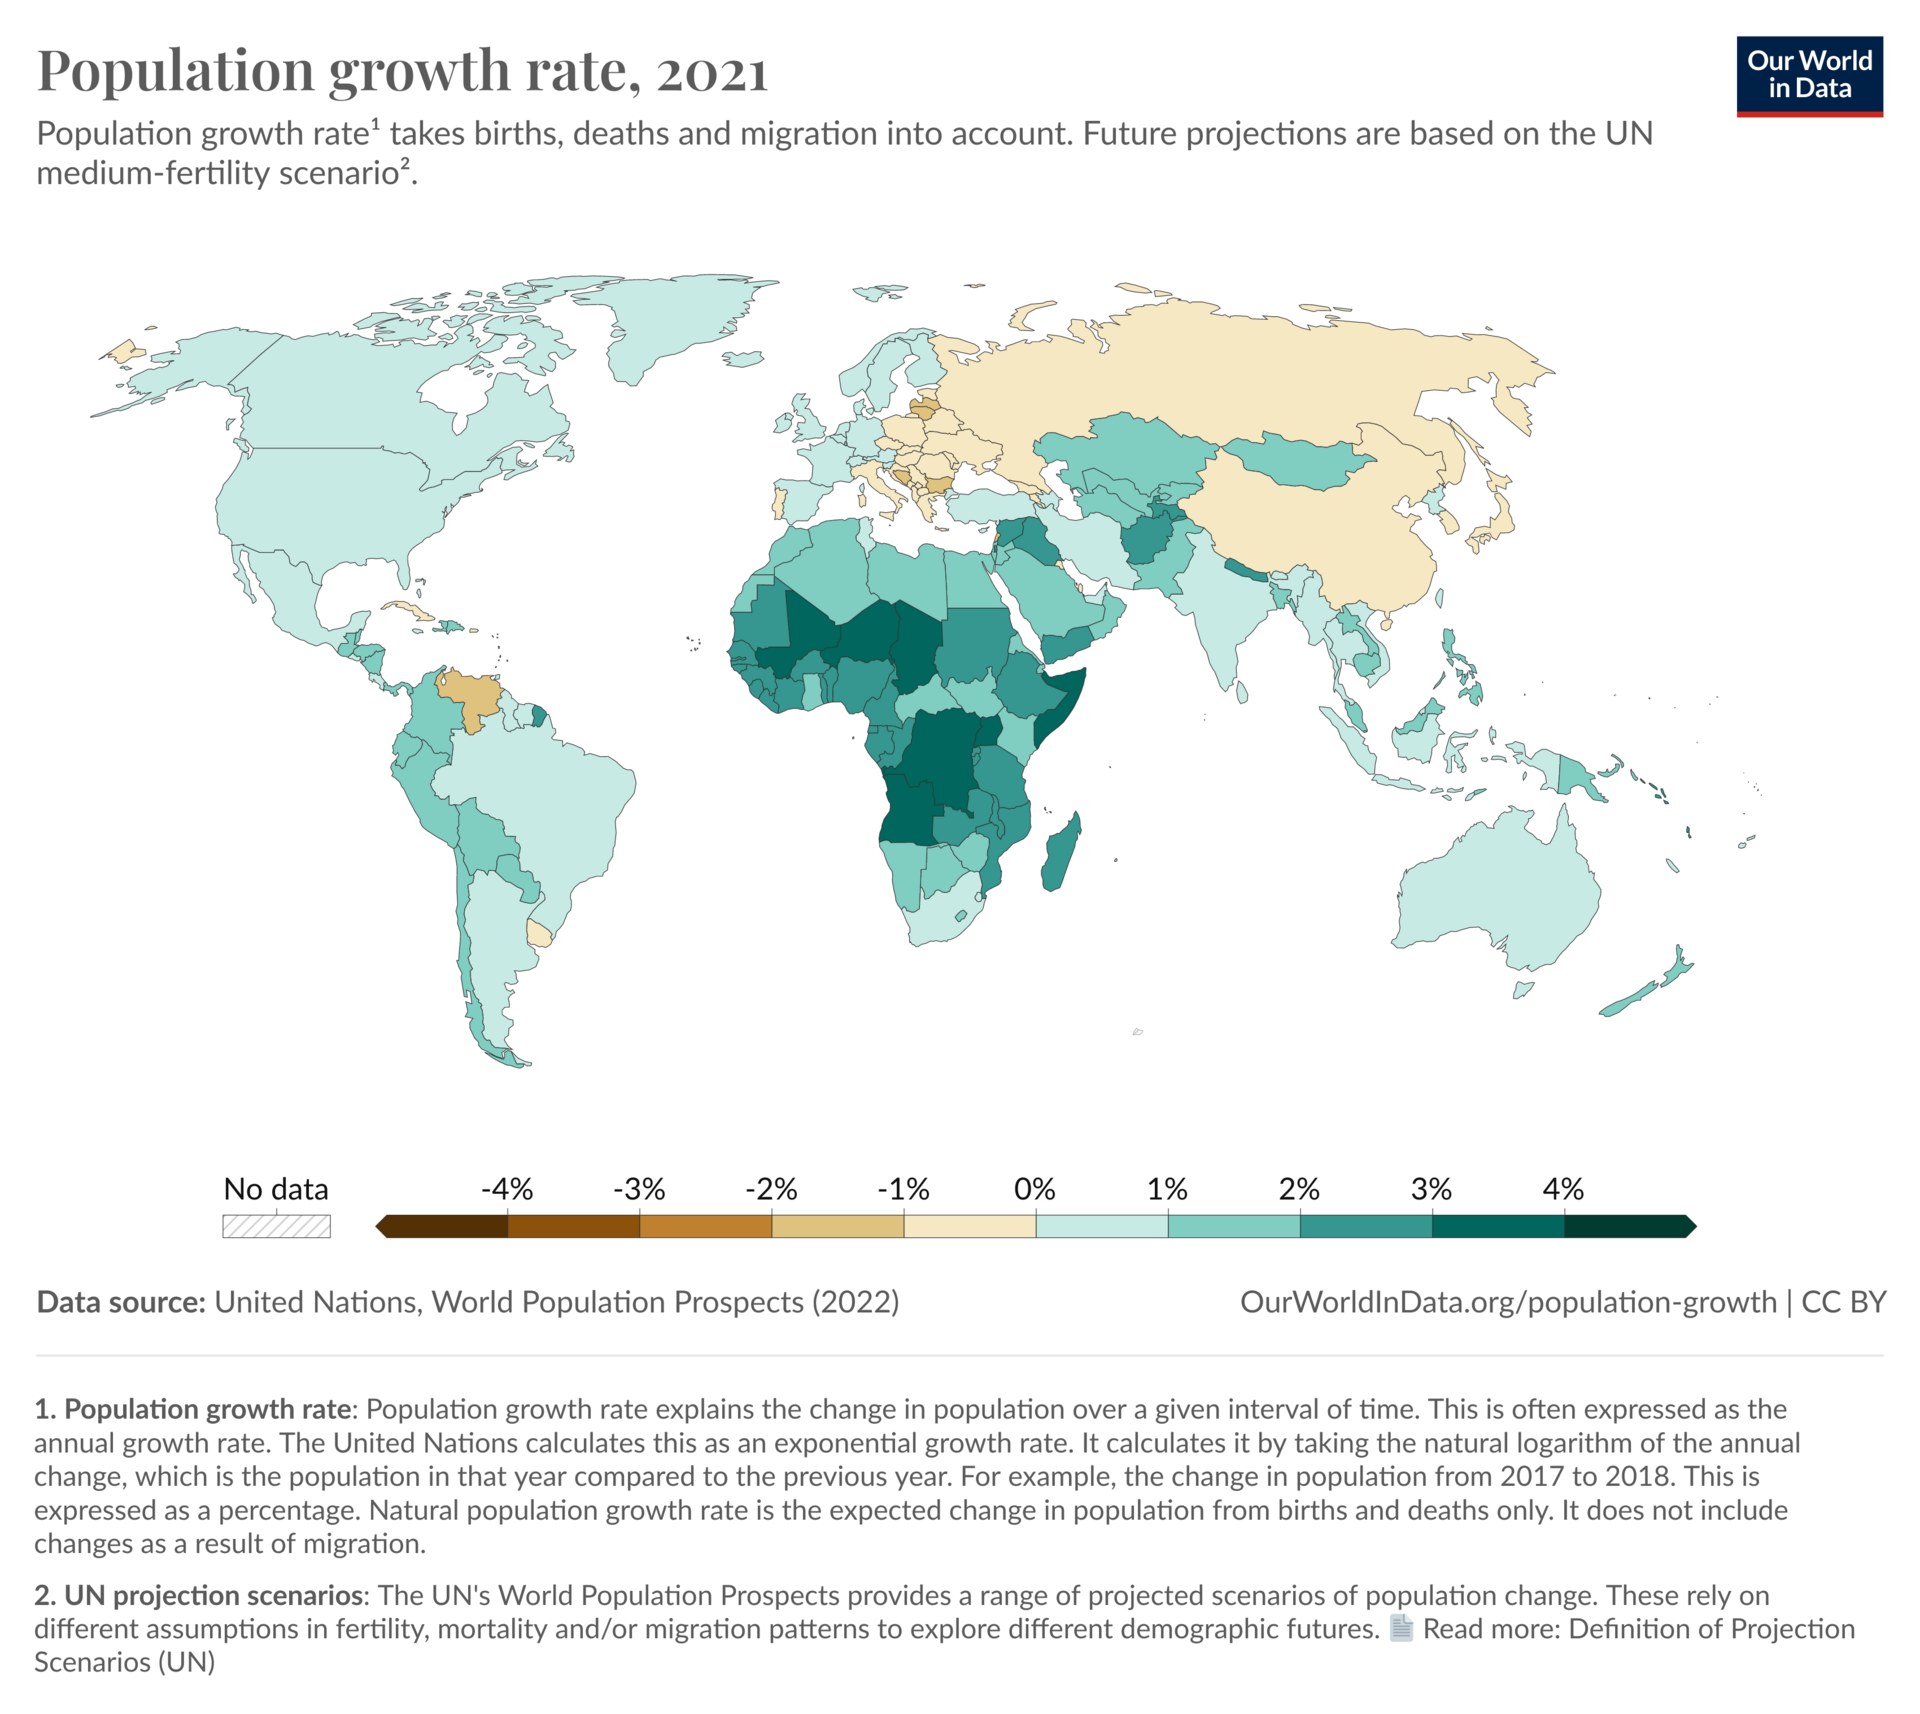 Population growth rate, 2021
Our World
in Data
Population growth rate¹ takes births, deaths and migration into account. Future projections are based on the UN
medium-fertility scenario².
No data
-4%
-3%
-2%
-1%
0%
1%
2%
3%
4%
Data source: United Nations, World Population Prospects (2022)
OurWorldInData.org/population-growth | CC BY
1. Population growth rate: Population growth rate explains the change in population over a given interval of time. This is often expressed as the
annual growth rate. The United Nations calculates this as an exponential growth rate. It calculates it by taking the natural logarithm of the annual
change, which is the population in that year compared to the previous year. For example, the change in population from 2017 to 2018. This is
expressed as a percentage. Natural population growth rate is the expected change in population from births and deaths only. It does not include
changes as a result of migration.
2. UN projection scenarios: The UN's World Population Prospects provides a range of projected scenarios of population change. These rely on
different assumptions in fertility, mortality and/or migration patterns to explore different demographic futures. 📄 Read more: Definition of Projection
Scenarios (UN)